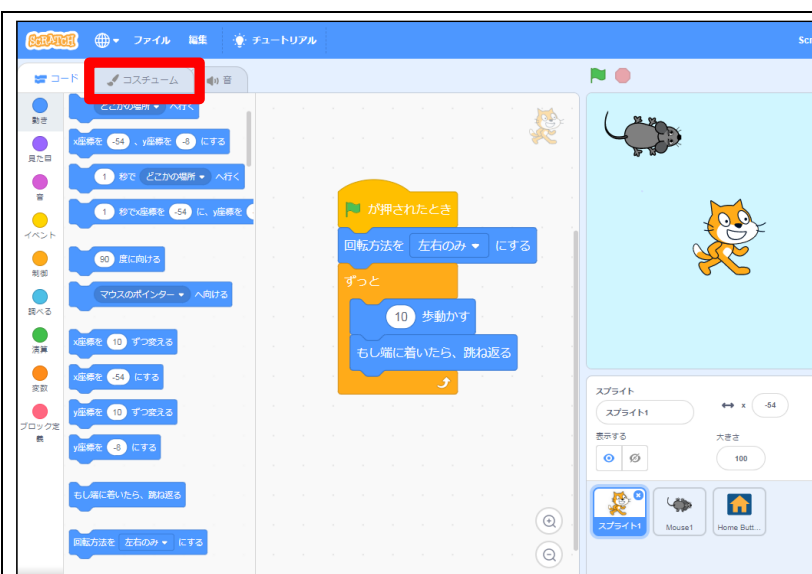 SCRATCH ファイル 編集 チュートリアル Scr
コード コスチューム 音
動き
見た目
音
イベント
制御
調べる
演算
変数
ブロック定義
どこかの場所 へ行く
x座標を -54 、y座標を -8 にする
1 秒で どこかの場所 へ行く
1 秒でx座標を -54 に、y座標を
90 度に向ける
マウスのポインター へ向ける
x座標を 10 ずつ変える
x座標を -54 にする
y座標を 10 ずつ変える
y座標を -8 にする
もし端に着いたら、跳ね返る
回転方法を 左右のみ にする
が押されたとき
回転方法を 左右のみ にする
ずっと
10 歩動かす
もし端に着いたら、跳ね返る
スプライト
スプライト1 x -54
表示する 大きさ
100
スプライト1 Mouse1 Home Butt...